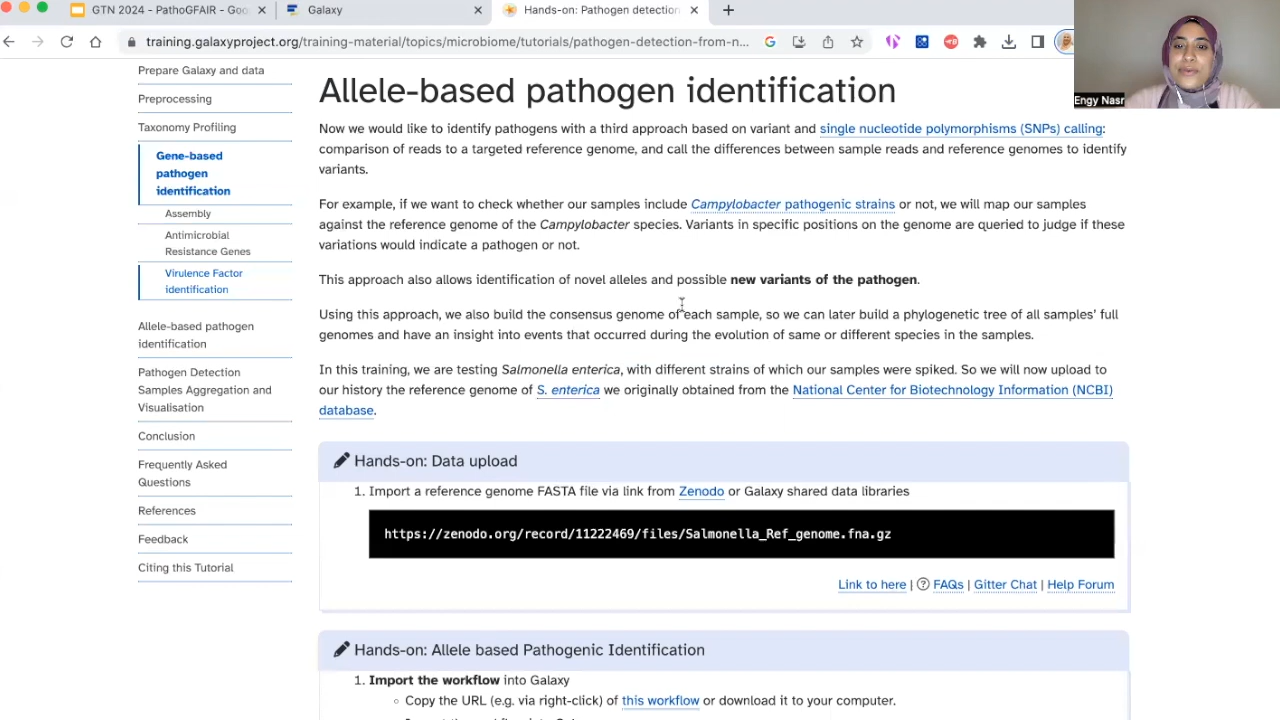 GTN 2024 - PathoGFAIR - Goo
Galaxy
Hands-on: Pathogen detection
training.galaxyproject.org/training-material/topics/microbiome/tutorials/pathogen-detection-from-n...
Engy Nasr
Prepare Galaxy and data
Preprocessing
Taxonomy Profiling
Gene-based
pathogen
identification
Assembly
Antimicrobial
Resistance Genes
Virulence Factor
identification
Allele-based pathogen
identification
Pathogen Detection
Samples Aggregation and
Visualisation
Conclusion
Frequently Asked
Questions
References
Feedback
Citing this Tutorial
Allele-based pathogen identification
Now we would like to identify pathogens with a third approach based on variant and single nucleotide polymorphisms (SNPs) calling:
comparison of reads to a targeted reference genome, and call the differences between sample reads and reference genomes to identify
variants.
For example, if we want to check whether our samples include Campylobacter pathogenic strains or not, we will map our samples
against the reference genome of the Campylobacter species. Variants in specific positions on the genome are queried to judge if these
variations would indicate a pathogen or not.
This approach also allows identification of novel alleles and possible new variants of the pathogen.
Using this approach, we also build the consensus genome of each sample, so we can later build a phylogenetic tree of all samples’ full
genomes and have an insight into events that occurred during the evolution of same or different species in the samples.
In this training, we are testing Salmonella enterica, with different strains of which our samples were spiked. So we will now upload to
our history the reference genome of S. enterica we originally obtained from the National Center for Biotechnology Information (NCBI)
database.
Hands-on: Data upload
1. Import a reference genome FASTA file via link from Zenodo or Galaxy shared data libraries
https://zenodo.org/record/11222469/files/Salmonella_Ref_genome.fna.gz
Link to here | FAQs | Gitter Chat | Help Forum
Hands-on: Allele based Pathogenic Identification
1. Import the workflow into Galaxy
Copy the URL (e.g. via right-click) of this workflow or download it to your computer.